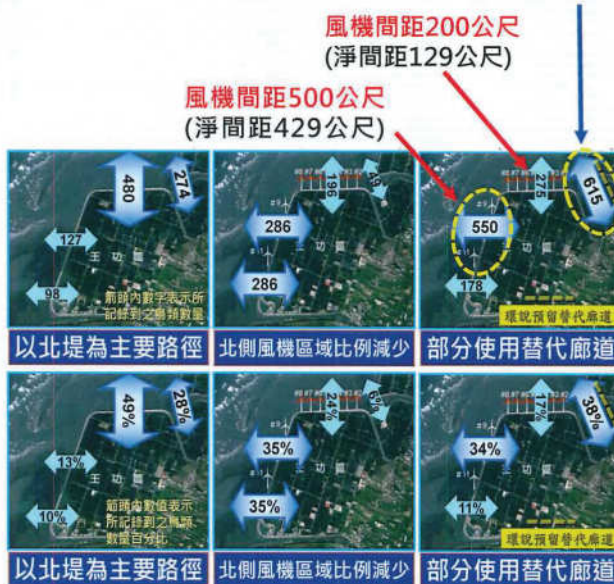 風機間距200公尺
(淨間距129公尺)
風機間距500公尺
(淨間距429公尺)
480
274
127
98
王功區
箭頭內數字表示所
記錄到之鳥類數量
以北堤為主要路徑
196
49
286
286
北側風機區域比例減少
275
615
550
178
環說預留替代廊道
部分使用替代廊道
49%
28%
13%
10%
王功區
箭頭內數值表示
所記錄到之鳥類
數量百分比
以北堤為主要路徑
24%
6%
35%
35%
北側風機區域比例減少
17%
38%
34%
11%
環說預留替代廊道
部分使用替代廊道